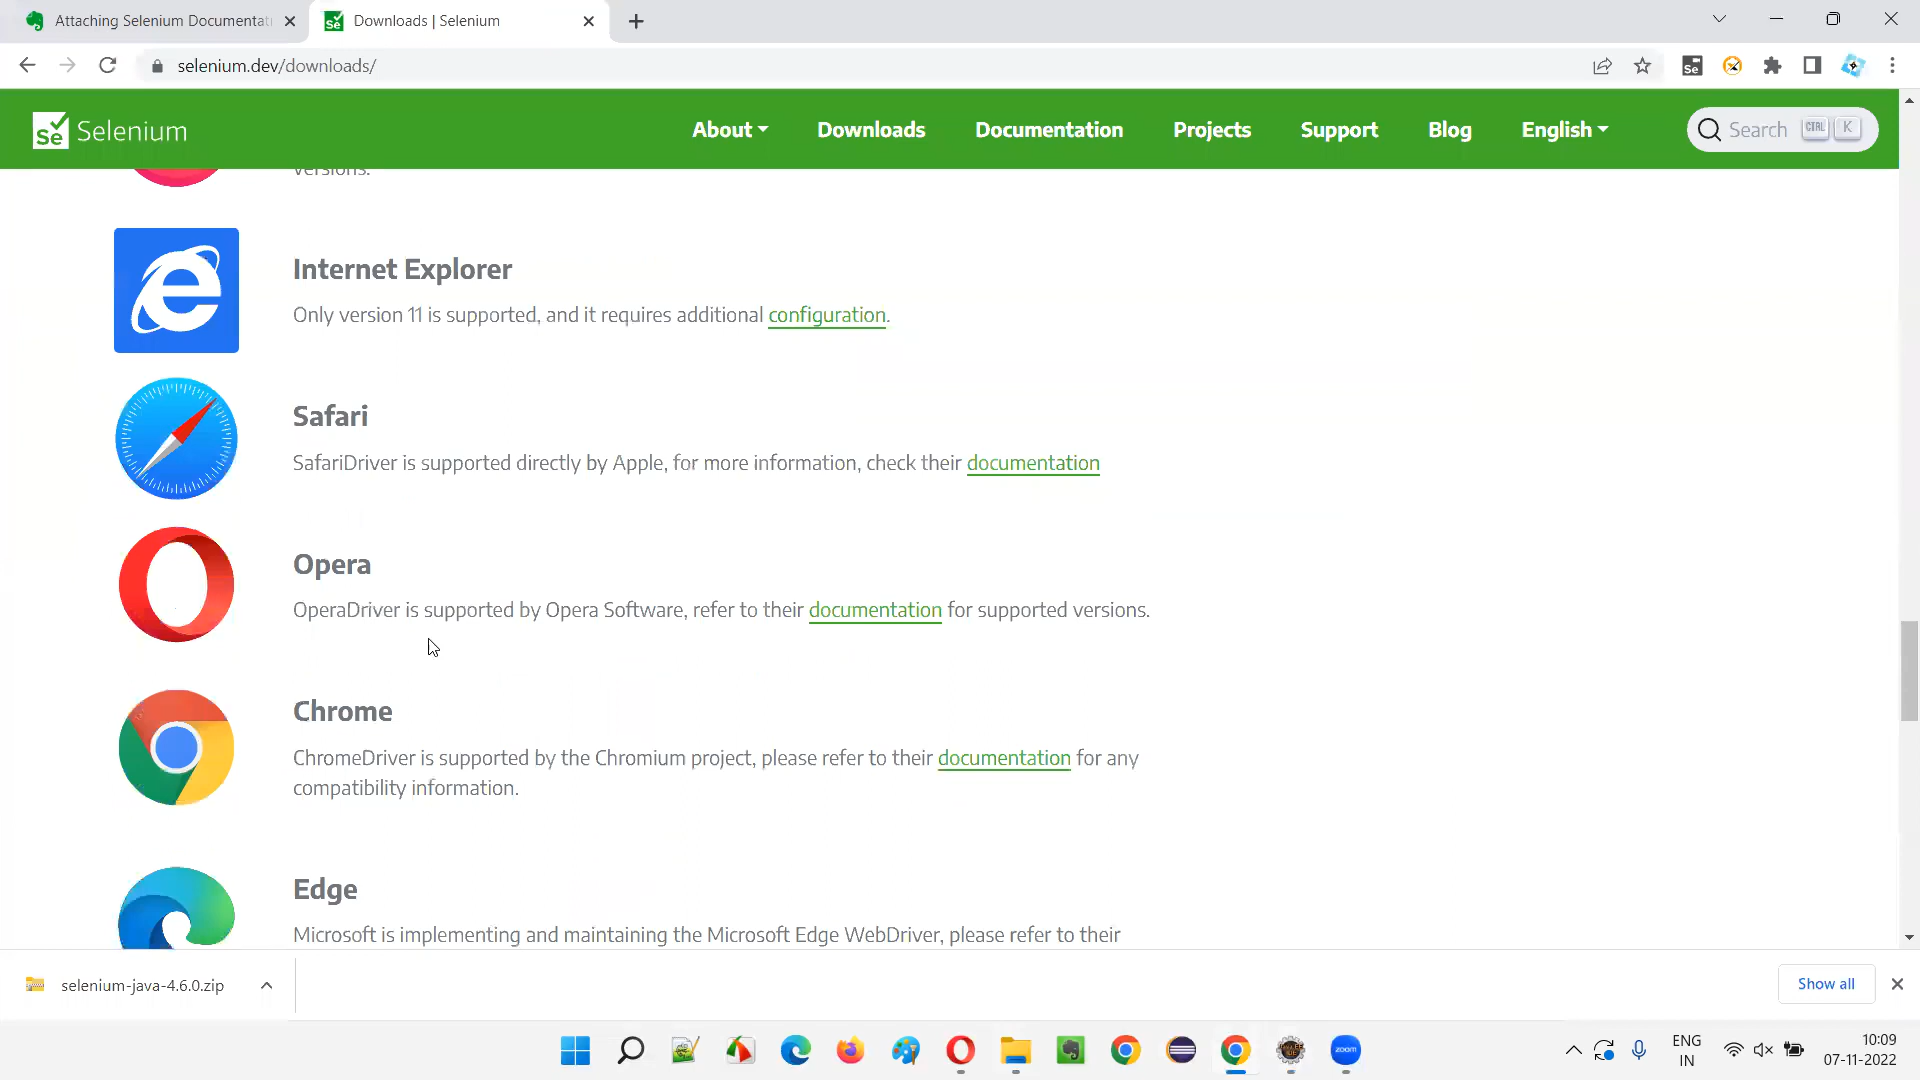 Attaching Selenium Documentati
Downloads | Selenium
selenium.dev/downloads/
Se
Se Selenium
About
Downloads
Documentation
Projects
Support
Blog
English
Search CTRL K
versions.
Internet Explorer
Only version 11 is supported, and it requires additional configuration.
Safari
SafariDriver is supported directly by Apple, for more information, check their documentation
Opera
OperaDriver is supported by Opera Software, refer to their documentation for supported versions.
Chrome
ChromeDriver is supported by the Chromium project, please refer to their documentation for any
compatibility information.
Edge
Microsoft is implementing and maintaining the Microsoft Edge WebDriver, please refer to their
selenium-java-4.6.0.zip
Show all
zoom
ENG
IN
10:09
07-11-2022